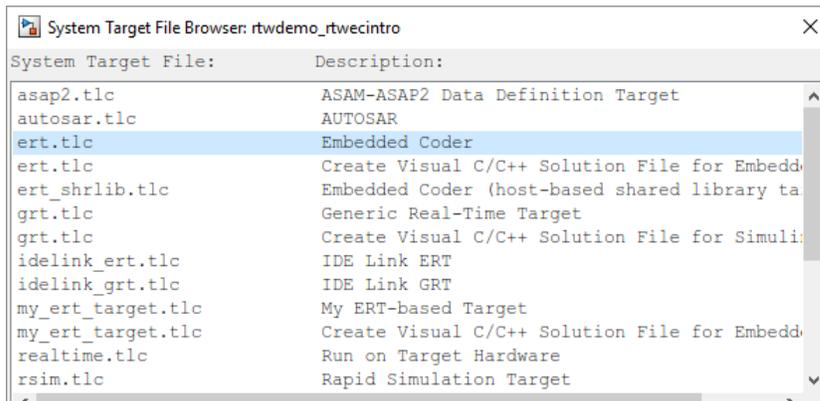 System Target File Browser: rtwdemo_rtwecintro
System Target File: Description:
asap2.tlc ASAM-ASAP2 Data Definition Target
autosar.tlc AUTOSAR
ert.tlc Embedded Coder
ert.tlc Create Visual C/C++ Solution File for Embedd
ert_shrlib.tlc Embedded Coder (host-based shared library ta
grt.tlc Generic Real-Time Target
grt.tlc Create Visual C/C++ Solution File for Simuli
idelink_ert.tlc IDE Link ERT
idelink_grt.tlc IDE Link GRT
my_ert_target.tlc My ERT-based Target
my_ert_target.tlc Create Visual C/C++ Solution File for Embedd
realtime.tlc Run on Target Hardware
rsim.tlc Rapid Simulation Target